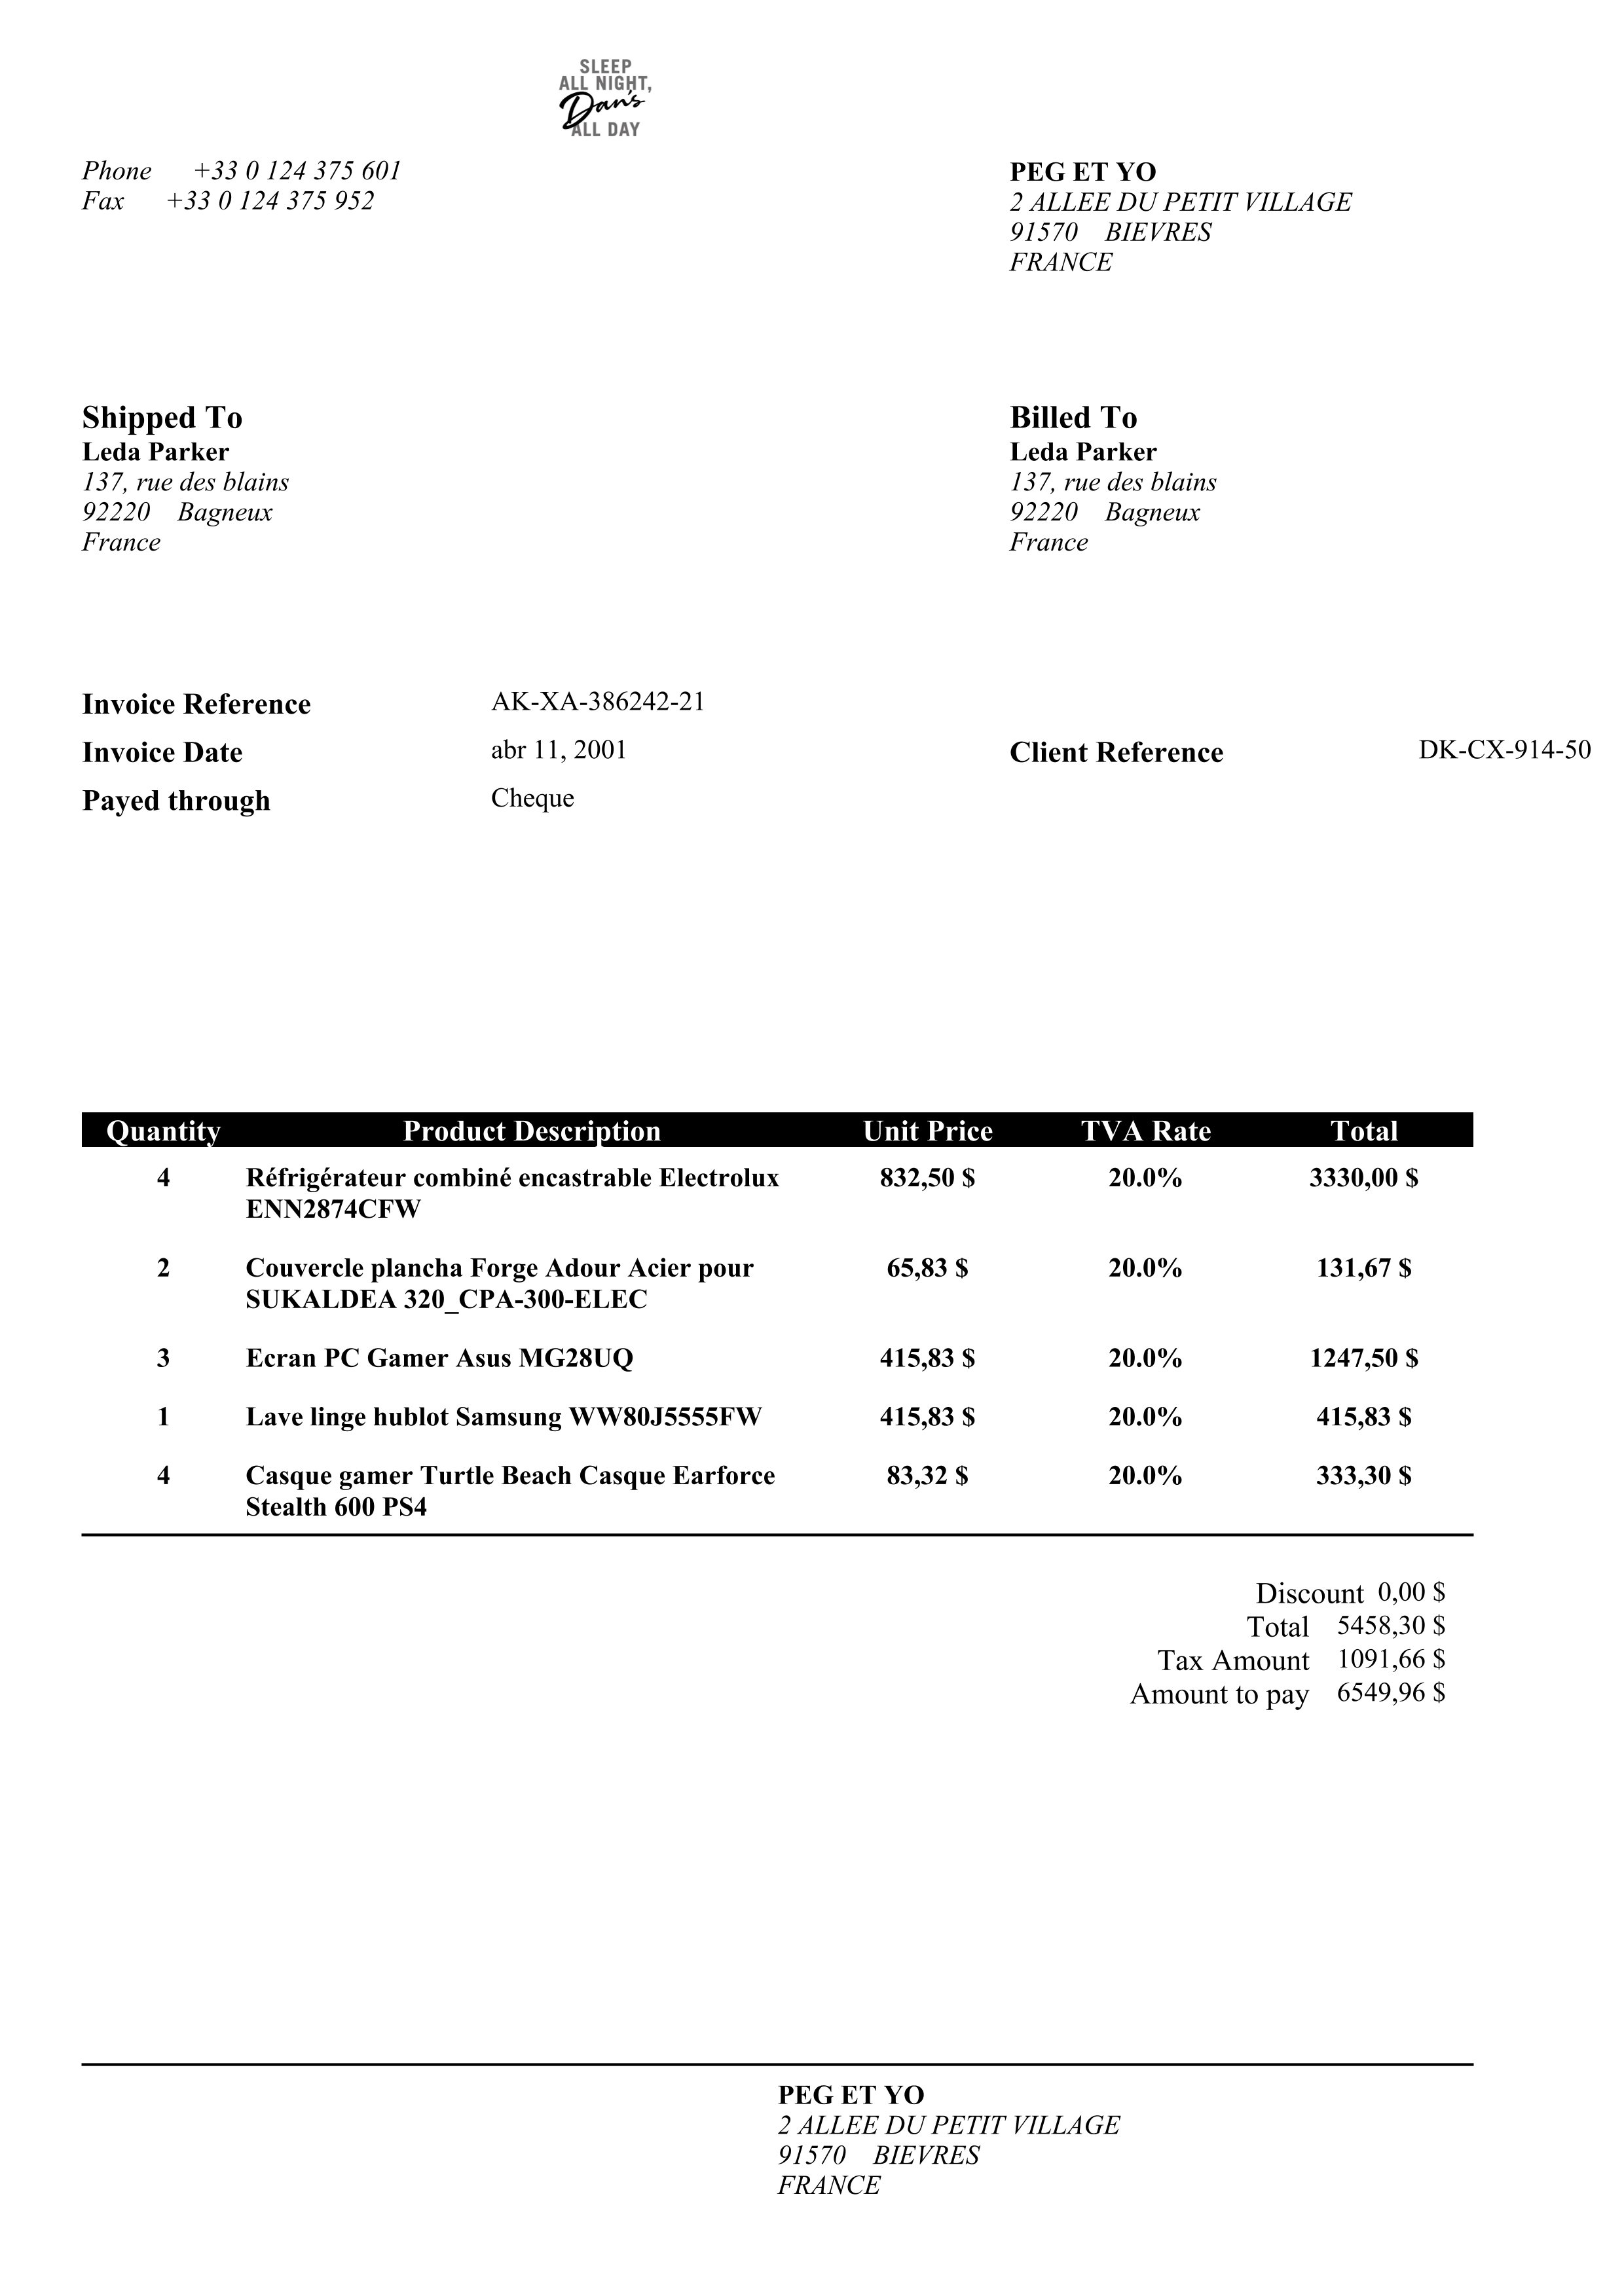 SLEEP
ALL NIGHT,
Dan's
ALL DAY
Phone +33 0 124 375 601
Fax +33 0 124 375 952
PEG ET YO
2 ALLEE DU PETIT VILLAGE
91570 BIEVRES
FRANCE
Shipped To
Leda Parker
137, rue des blains
92220 Bagneux
France
Billed To
Leda Parker
137, rue des blains
92220 Bagneux
France
Invoice Reference AK-XA-386242-21
Invoice Date abr 11, 2001 Client Reference DK-CX-914-50
Payed through Cheque
Quantity Product Description Unit Price TVA Rate Total
4 Réfrigérateur combiné encastrable Electrolux 832,50 $ 20.0% 3330,00 $
ENN2874CFW
2 Couvercle plancha Forge Adour Acier pour 65,83 $ 20.0% 131,67 $
SUKALDEA 320_CPA-300-ELEC
3 Ecran PC Gamer Asus MG28UQ 415,83 $ 20.0% 1247,50 $
1 Lave linge hublot Samsung WW80J5555FW 415,83 $ 20.0% 415,83 $
4 Casque gamer Turtle Beach Casque Earforce 83,32 $ 20.0% 333,30 $
Stealth 600 PS4
Discount 0,00 $
Total 5458,30 $
Tax Amount 1091,66 $
Amount to pay 6549,96 $
PEG ET YO
2 ALLEE DU PETIT VILLAGE
91570 BIEVRES
FRANCE